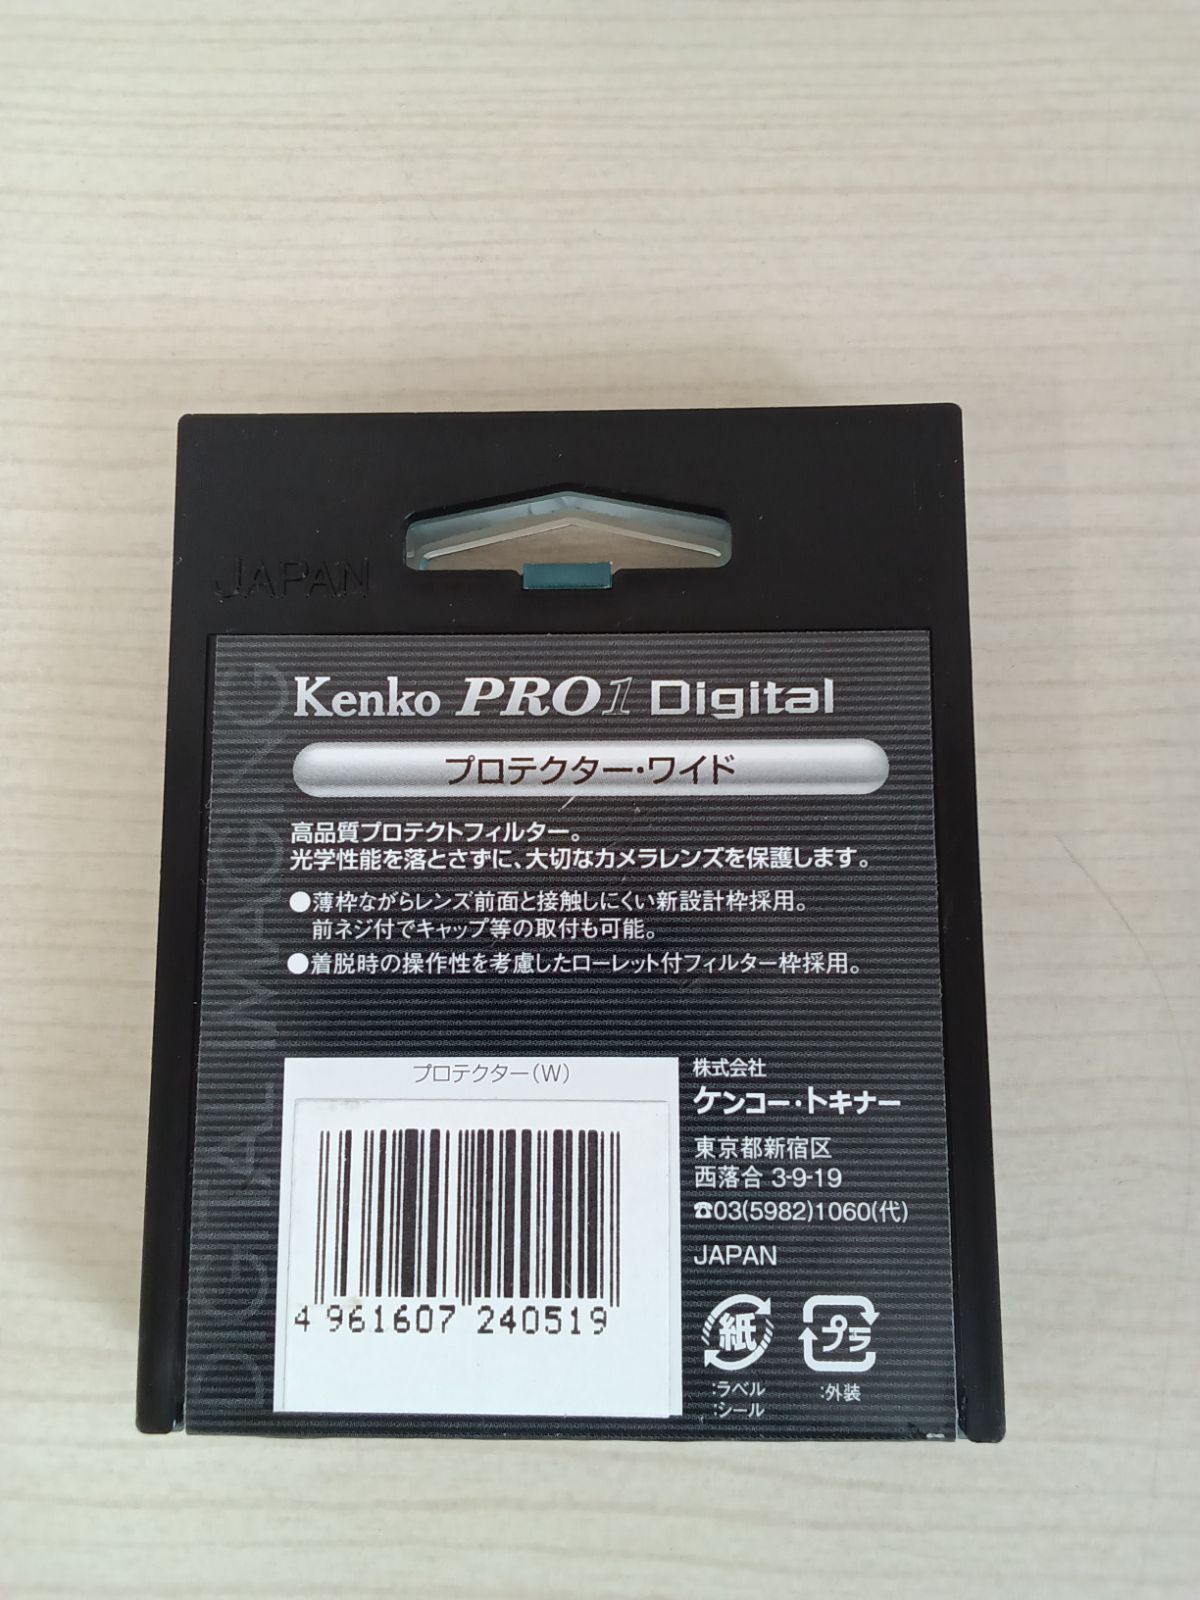 JAPAN
Kenko PRO1 Digital
プロテクター・ワイド
高品質プロテクトフィルター。
光学性能を落とさずに、大切なカメラレンズを保護します。
●薄枠ながらレンズ前面と接触しにくい新設計枠採用。
前ネジ付でキャップ等の取付も可能。
●着脱時の操作性を考慮したローレット付フィルター枠採用。
DIGITAL IMAGING
プロテクター(W)
4 961607 240519
株式会社
ケンコー・トキナー
東京都新宿区
西落合 3-9-19
☎03(5982)1060(代)
JAPAN
紙
:ラベル
:シール
プラ
:外装